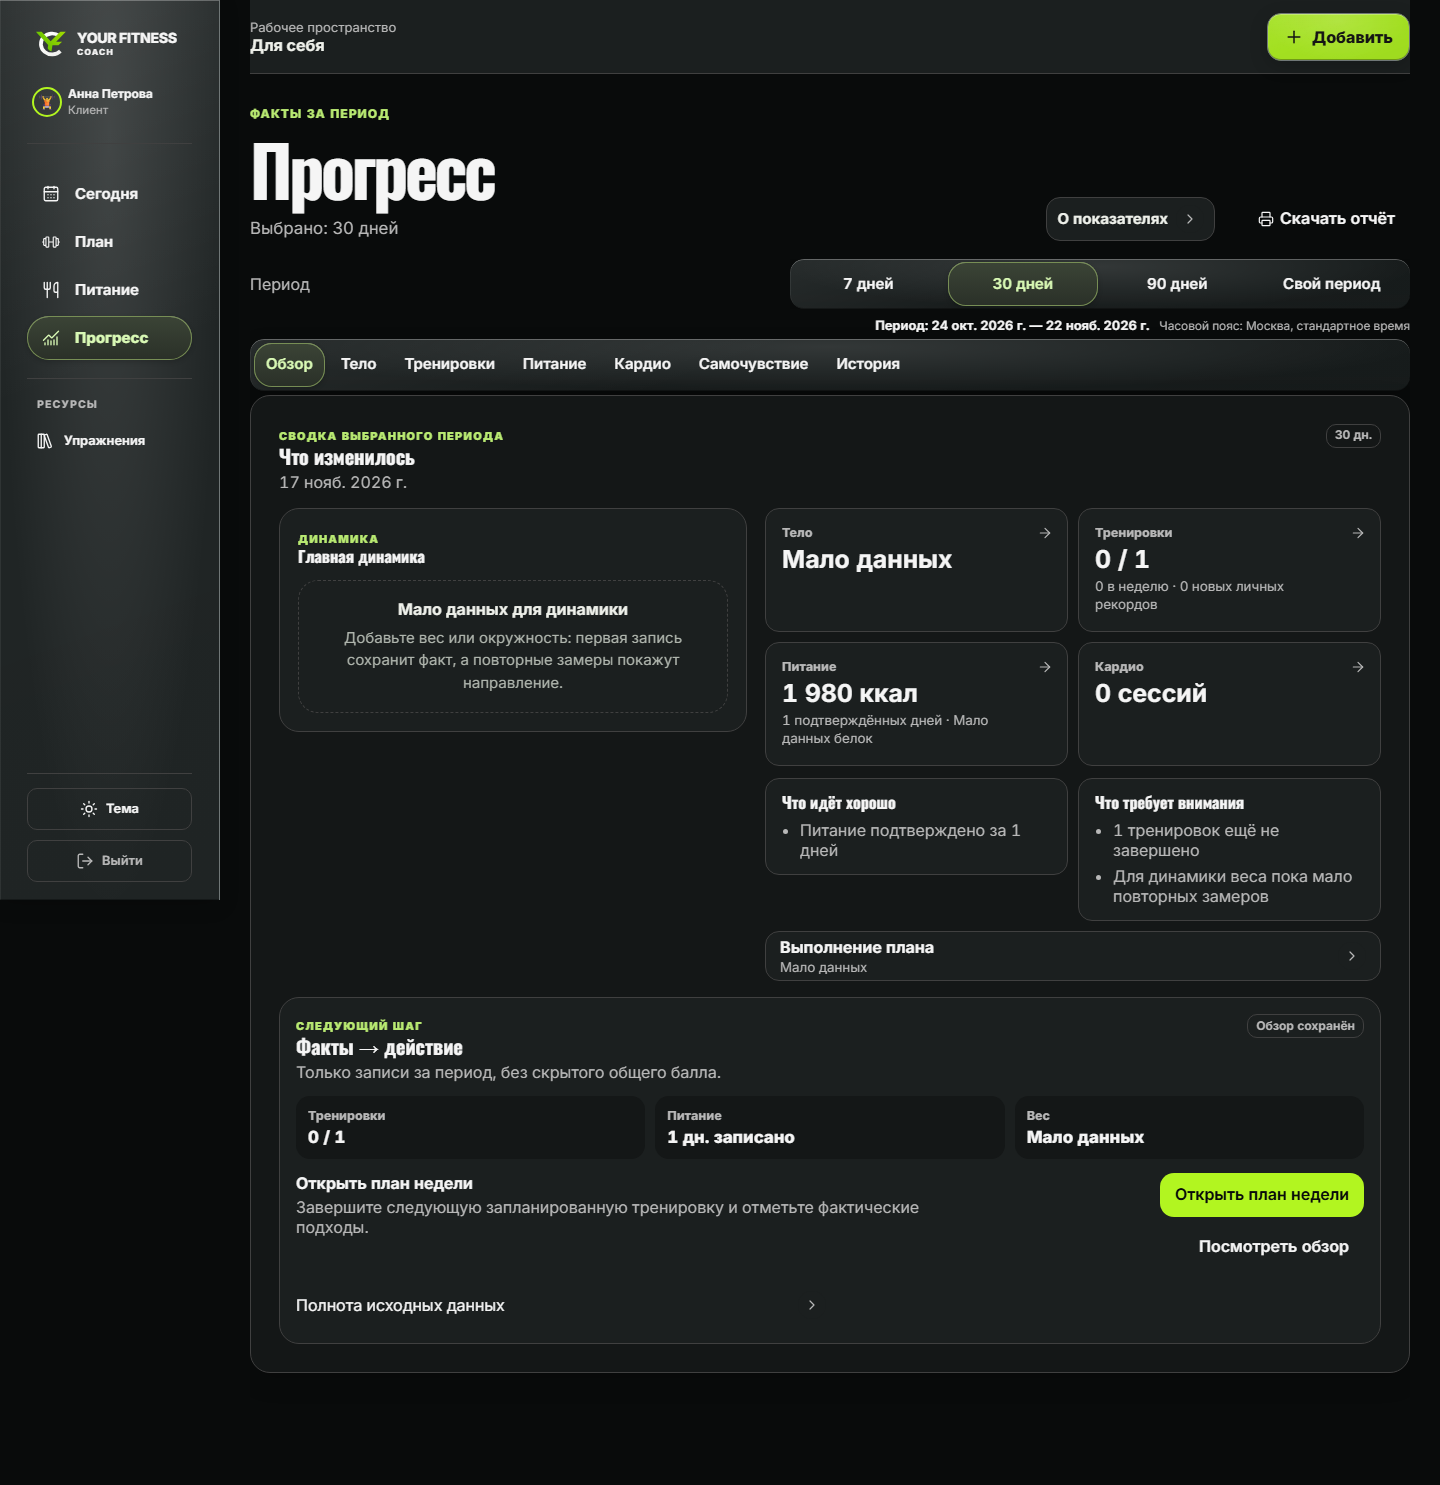 YOUR FITNESS
COACH
Анна Петрова
Клиент
Сегодня
План
Питание
Прогресс
РЕСУРСЫ
Упражнения
Тема
Выйти
Рабочее пространство
Для себя
Добавить
ФАКТЫ ЗА ПЕРИОД
Прогресс
Выбрано: 30 дней
О показателях
Скачать отчёт
Период
7 дней
30 дней
90 дней
Свой период
Период: 24 окт. 2026 г. — 22 нояб. 2026 г. Часовой пояс: Москва, стандартное время
Обзор
Тело
Тренировки
Питание
Кардио
Самочувствие
История
СВОДКА ВЫБРАННОГО ПЕРИОДА
30 дн.
Что изменилось
17 нояб. 2026 г.
ДИНАМИКА
Главная динамика
Мало данных для динамики
Добавьте вес или окружность: первая запись
сохранит факт, а повторные замеры покажут
направление.
Тело
Мало данных
Тренировки
0 / 1
0 в неделю · 0 новых личных
рекордов
Питание
1 980 ккал
1 подтверждённых дней · Мало
данных белок
Кардио
0 сессий
Что идёт хорошо
• Питание подтверждено за 1
дней
Что требует внимания
• 1 тренировок ещё не
завершено
• Для динамики веса пока мало
повторных замеров
Выполнение плана
Мало данных
СЛЕДУЮЩИЙ ШАГ
Обзор сохранён
Факты → действие
Только записи за период, без скрытого общего балла.
Тренировки
0 / 1
Питание
1 дн. записано
Вес
Мало данных
Открыть план недели
Завершите следующую запланированную тренировку и отметьте фактические
подходы.
Открыть план недели
Посмотреть обзор
Полнота исходных данных